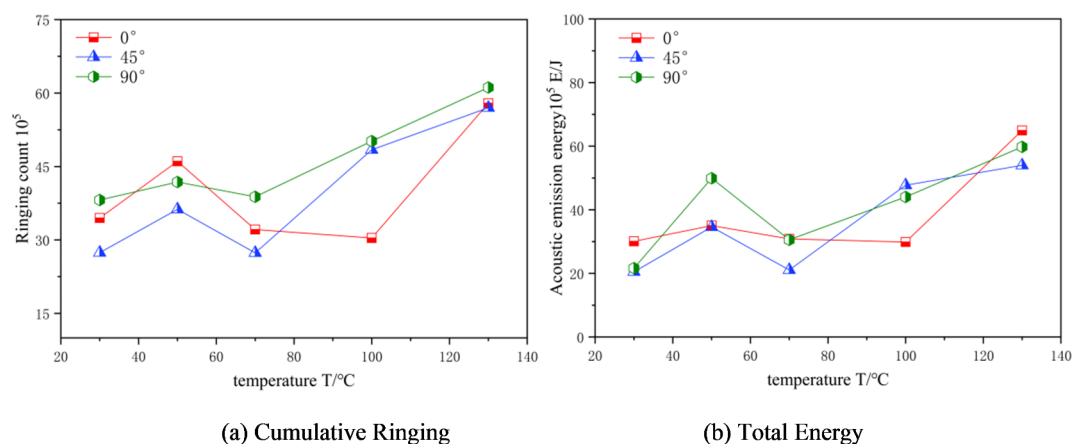 75
60
45
30
15
Ringing count 10⁵
0°
45°
90°
20 40 60 80 100 120 140
temperature T/°C
(a) Cumulative Ringing
100
80
60
40
20
0
Acoustic emission energy10⁵ E/J
0°
45°
90°
20 40 60 80 100 120 140
temperature T/°C
(b) Total Energy